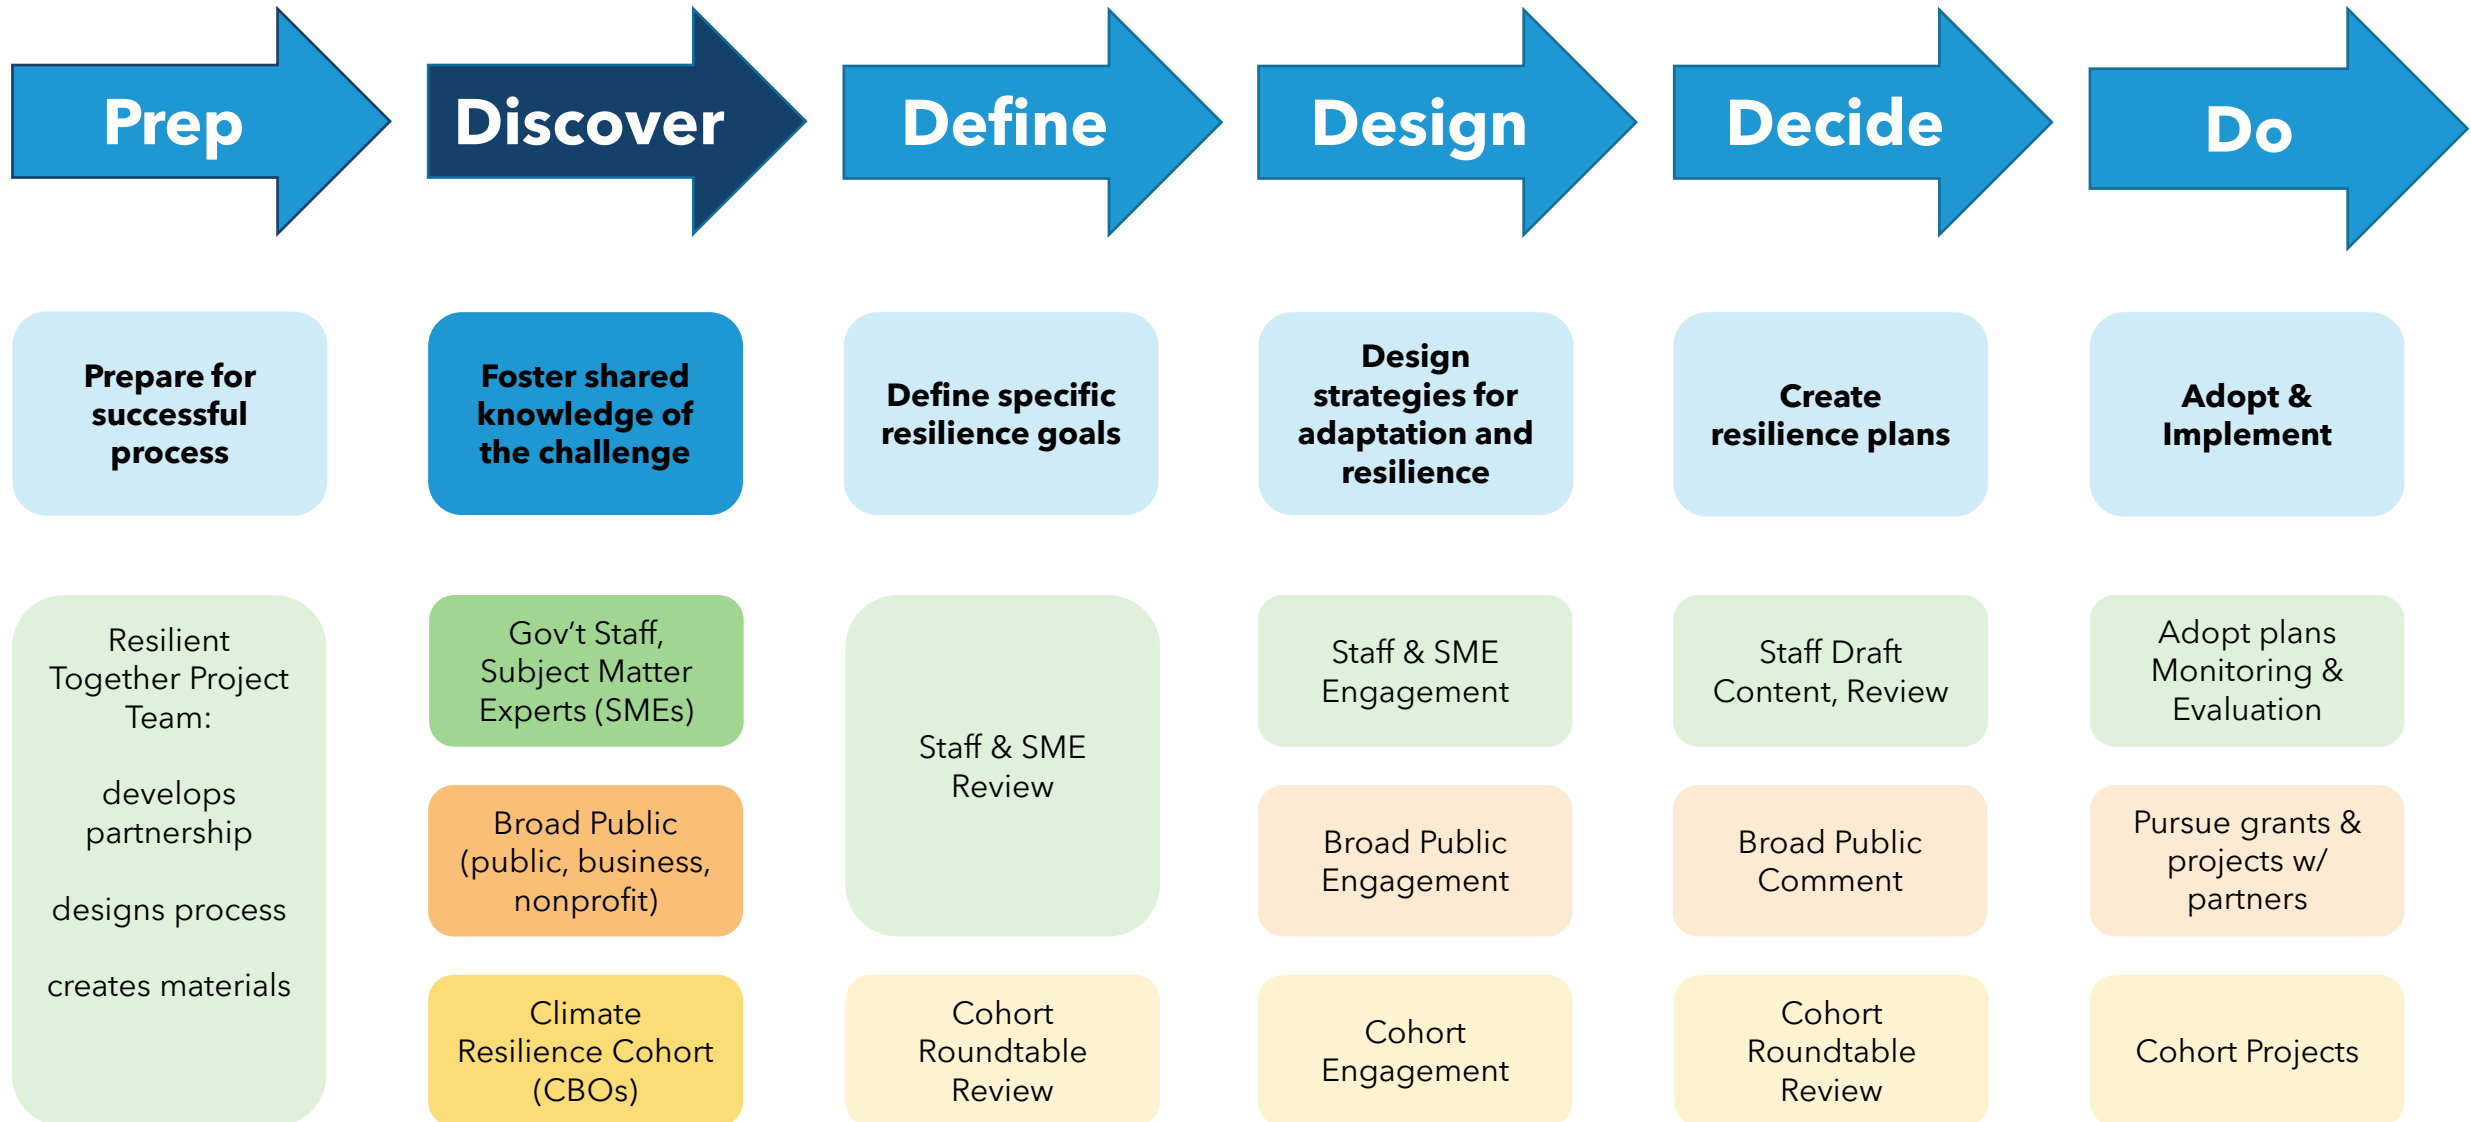 Prep
Discover
Define
Design
Decide
Do
Prepare for
successful
process
Foster shared
knowledge of
the challenge
Define specific
resilience goals
Design
strategies for
adaptation and
resilience
Create
resilience plans
Adopt &
Implement
Resilient
Together Project
Team:
develops
partnership
designs process
creates materials
Gov’t Staff,
Subject Matter
Experts (SMEs)
Broad Public
(public, business,
nonprofit)
Climate
Resilience Cohort
(CBOs)
Staff & SME
Review
Cohort
Roundtable
Review
Staff & SME
Engagement
Broad Public
Engagement
Cohort
Engagement
Staff Draft
Content, Review
Broad Public
Comment
Cohort
Roundtable
Review
Adopt plans
Monitoring &
Evaluation
Pursue grants &
projects w/
partners
Cohort Projects